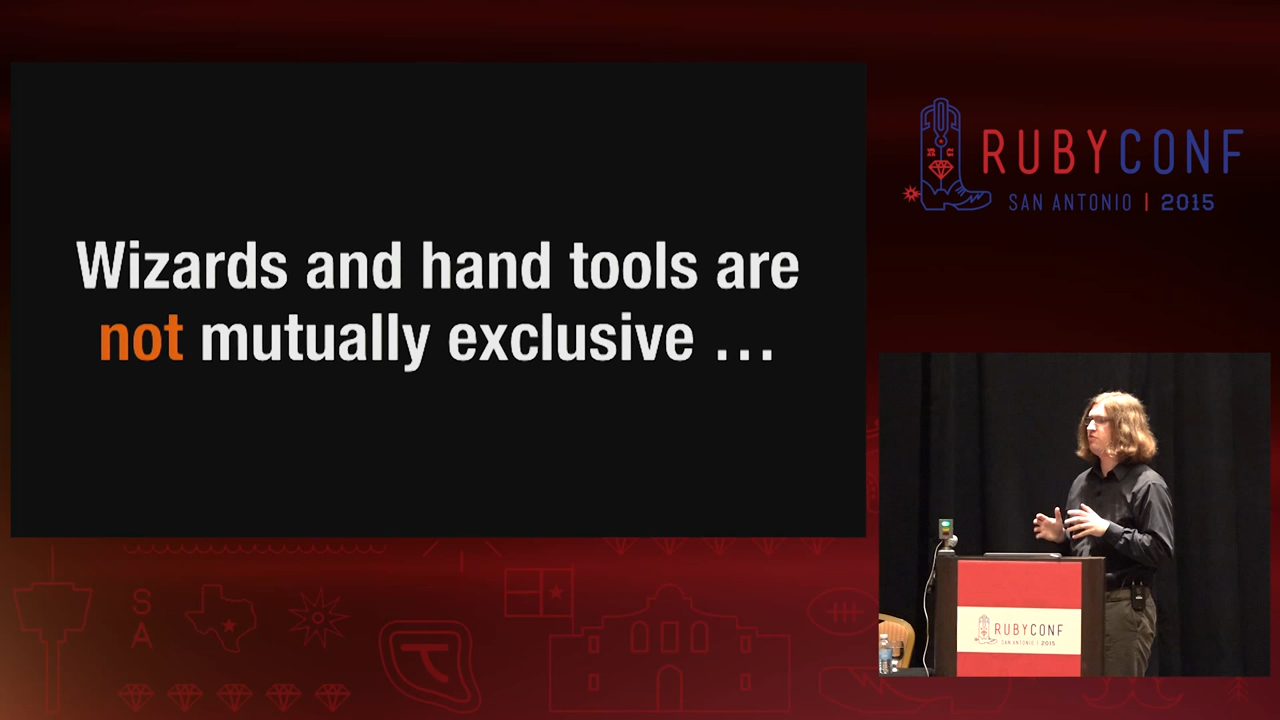 Wizards and hand tools are
not mutually exclusive …
RUBYCONF
SAN ANTONIO | 2015
S
A
RUBYCONF
SAN ANTONIO | 2015